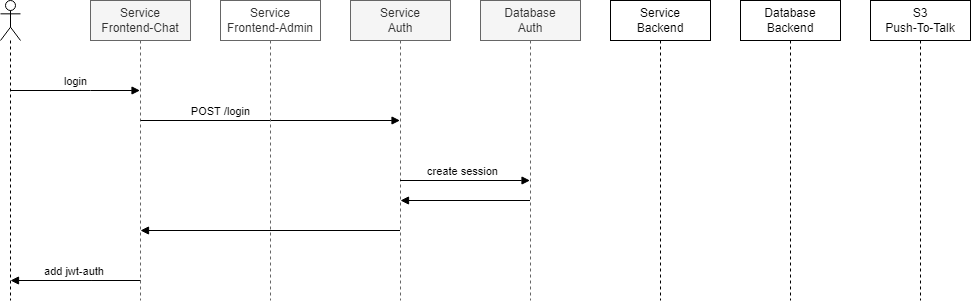 Service
Frontend-Chat
Service
Frontend-Admin
Service
Auth
Database
Auth
Service
Backend
Database
Backend
S3
Push-To-Talk
login
POST /login
create session
add jwt-auth